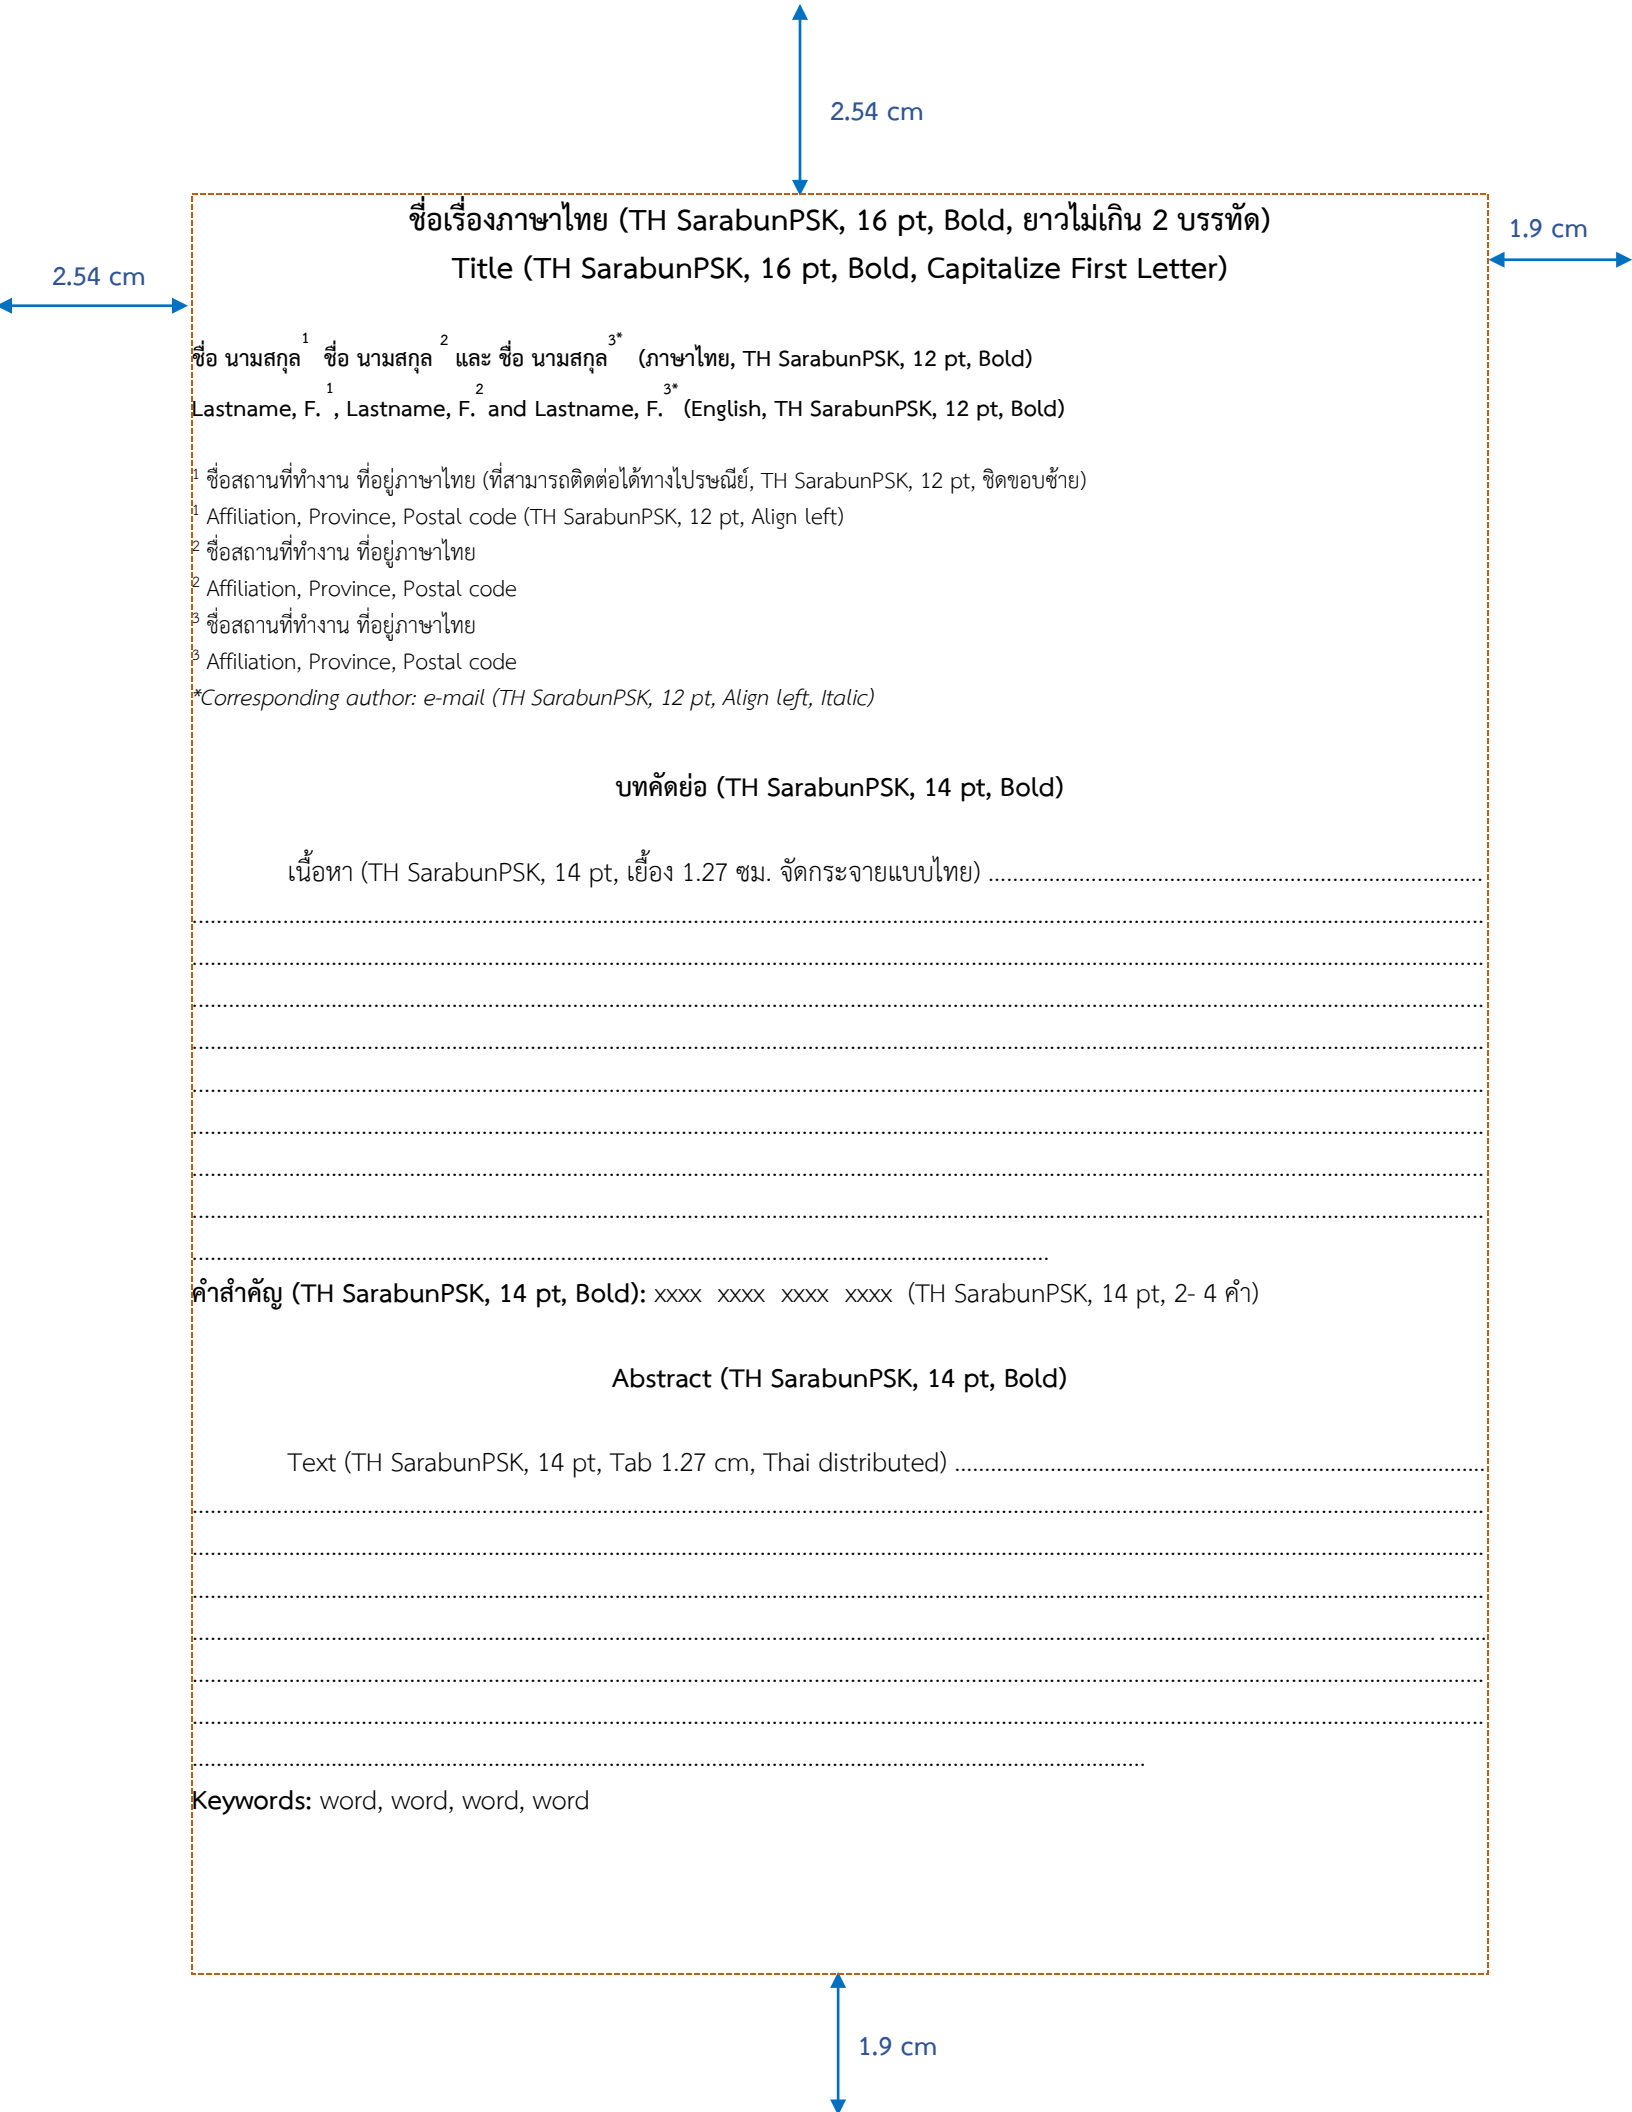 2.54 cm
ชื่อเรื่องภาษาไทย (TH SarabunPSK, 16 pt, Bold, ยาวไม่เกิน 2 บรรทัด)
1.9 cm
Title (TH SarabunPSK, 16 pt, Bold, Capitalize First Letter)
2.54 cm
ชื่อ นามสกุล1 ชื่อ นามสกุล2 และ ชื่อ นามสกุล3* (ภาษาไทย, TH SarabunPSK, 12 pt, Bold)
Lastname, F.1, Lastname, F.2 and Lastname, F.3* (English, TH SarabunPSK, 12 pt, Bold)
1 ชื่อสถานที่ทำงาน ที่อยู่ภาษาไทย (ที่สามารถติดต่อได้ทางไปรษณีย์, TH SarabunPSK, 12 pt, ชิดขอบซ้าย)
1 Affiliation, Province, Postal code (TH SarabunPSK, 12 pt, Align left)
2 ชื่อสถานที่ทำงาน ที่อยู่ภาษาไทย
2 Affiliation, Province, Postal code
3 ชื่อสถานที่ทำงาน ที่อยู่ภาษาไทย
3 Affiliation, Province, Postal code
*Corresponding author: e-mail (TH SarabunPSK, 12 pt, Align left, Italic)
บทคัดย่อ (TH SarabunPSK, 14 pt, Bold)
เนื้อหา (TH SarabunPSK, 14 pt, เยื้อง 1.27 ซม. จัดกระจายแบบไทย)
คำสำคัญ (TH SarabunPSK, 14 pt, Bold): xxxx xxxx xxxx xxxx (TH SarabunPSK, 14 pt, 2- 4 คำ)
Abstract (TH SarabunPSK, 14 pt, Bold)
Text (TH SarabunPSK, 14 pt, Tab 1.27 cm, Thai distributed)
Keywords: word, word, word, word
1.9 cm